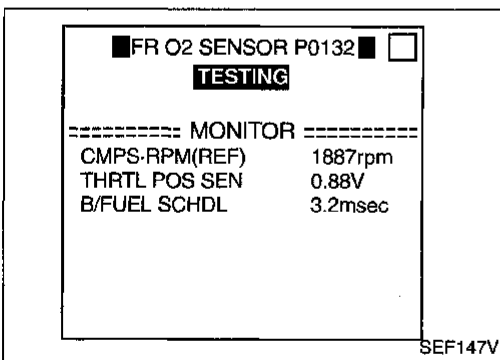 FR O2 SENSOR P0132
TESTING
MONITOR
CMPS·RPM(REF) 1887rpm
THRTL POS SEN 0.88V
B/FUEL SCHDL 3.2msec
SEF147V